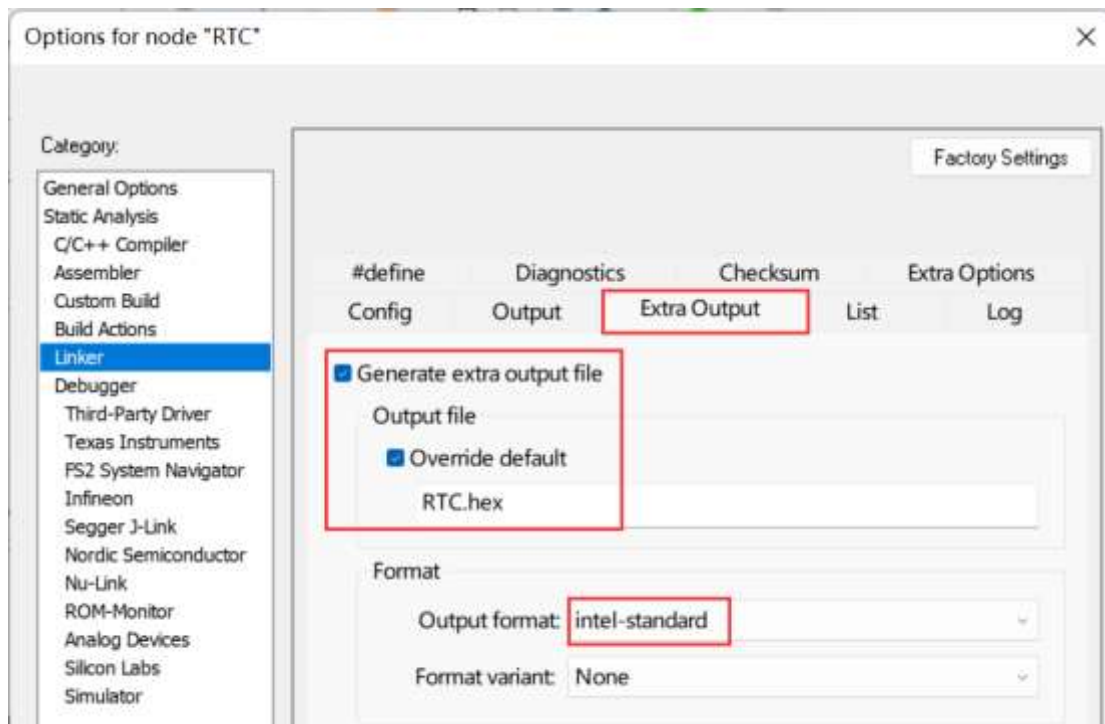 Options for node "RTC"
Category:
Factory Settings
General Options
Static Analysis
C/C++ Compiler
Assembler
Custom Build
Build Actions
Linker
Debugger
Third-Party Driver
Texas Instruments
FS2 System Navigator
Infineon
Segger J-Link
Nordic Semiconductor
Nu-Link
ROM-Monitor
Analog Devices
Silicon Labs
Simulator
#define Diagnostics Checksum Extra Options
Config Output Extra Output List Log
Generate extra output file
Output file
Override default
RTC.hex
Format
Output format: intel-standard
Format variant: None